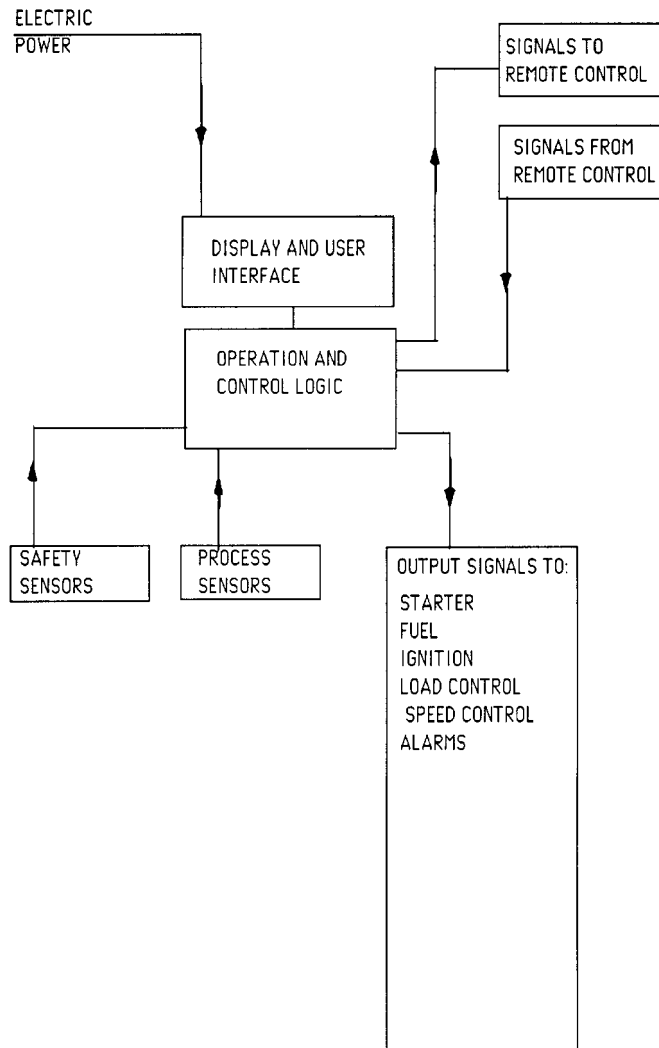 ELECTRIC
POWER
SIGNALS TO
REMOTE CONTROL
SIGNALS FROM
REMOTE CONTROL
DISPLAY AND USER
INTERFACE
OPERATION AND
CONTROL LOGIC
SAFETY
SENSORS
PROCESS
SENSORS
OUTPUT SIGNALS TO:
STARTER
FUEL
IGNITION
LOAD CONTROL
SPEED CONTROL
ALARMS